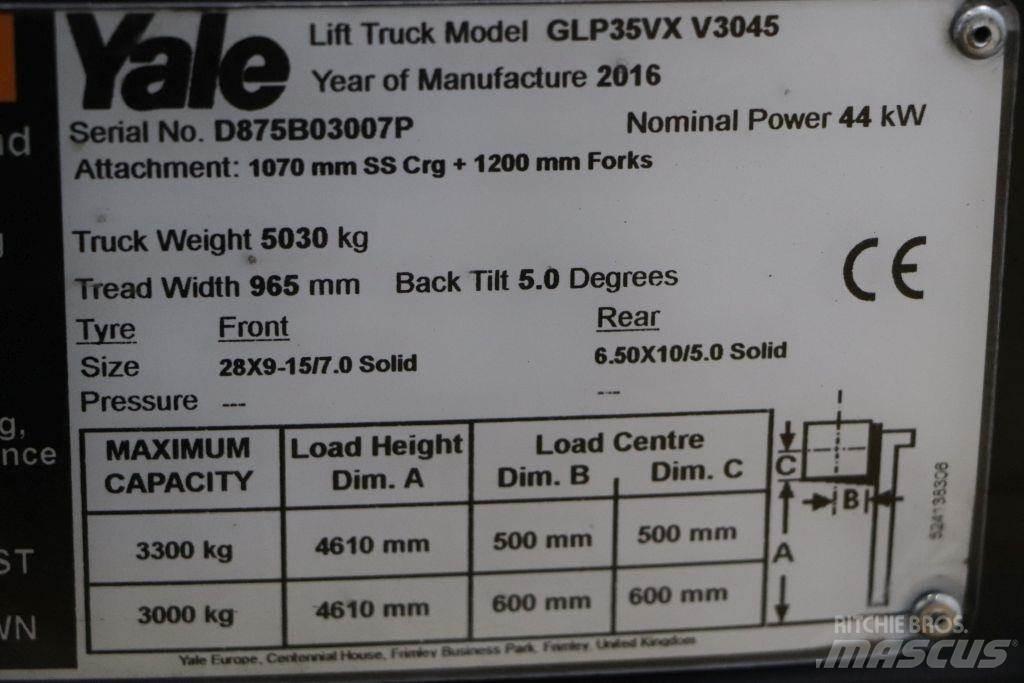 Yale
Lift Truck Model GLP35VX V3045
Year of Manufacture 2016
Serial No. D875B03007P
Nominal Power 44 kW
Attachment: 1070 mm SS Crg + 1200 mm Forks
Truck Weight 5030 kg
Tread Width 965 mm Back Tilt 5.0 Degrees
CE
Tyre Front Rear
Size 28X9-15/7.0 Solid 6.50X10/5.0 Solid
Pressure --- ---
MAXIMUM CAPACITY Load Height Dim. A Load Centre
Dim. B Dim. C
3300 kg 4610 mm 500 mm 500 mm
3000 kg 4610 mm 600 mm 600 mm
C
B
A
524138306
Yale Europe, Centennial House, Frimley Business Park, Frimley, United Kingdom
nd
g,
nce
ST
WN
RITCHIE BROS.
MASCUS